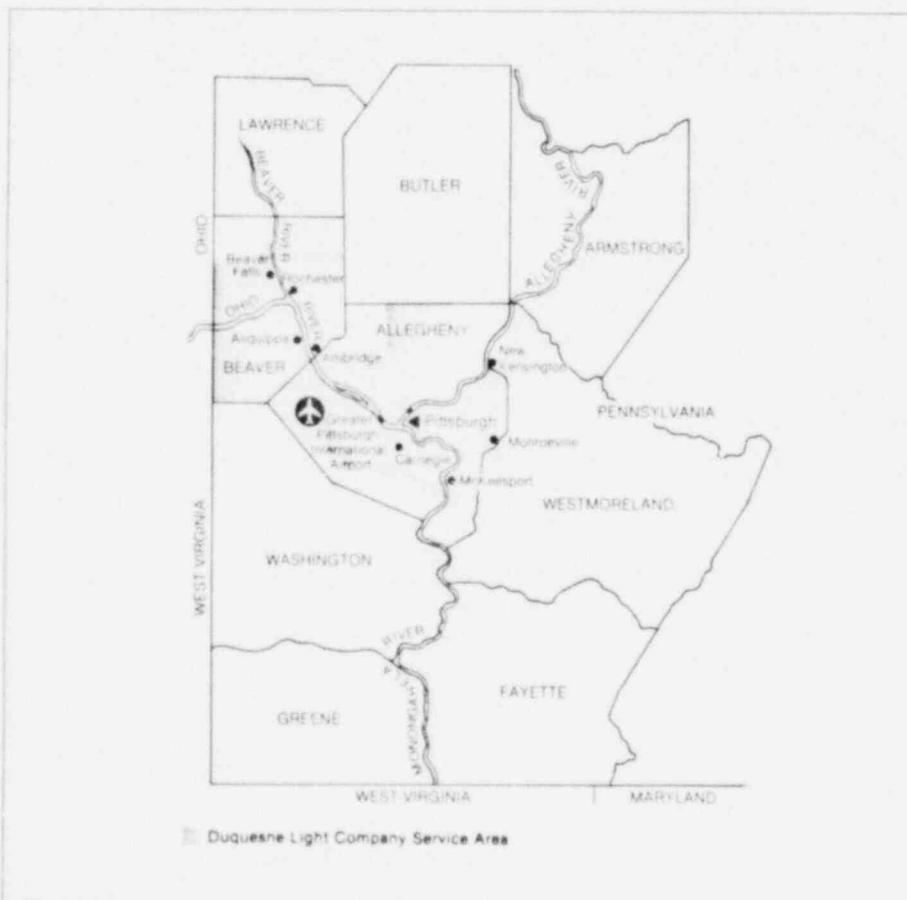 LAWRENCE
BEAVER
RIVER
BUTLER
ALLEGHENY
RIVER
ARMSTRONG
OHIO
Beaver
Falls
Rochester
OHIO
RIVER
Aliquippa
Ambridge
BEAVER
ALLEGHENY
New
Kensington
PENNSYLVANIA
Greater
Pittsburgh
International
Airport
Pittsburgh
Carnegie
Monroeville
McKeesport
WESTMORELAND
WEST VIRGINIA
WASHINGTON
RIVER
MONONGAHELA
GREENE
FAYETTE
WEST VIRGINIA
MARYLAND
Duquesne Light Company Service Area